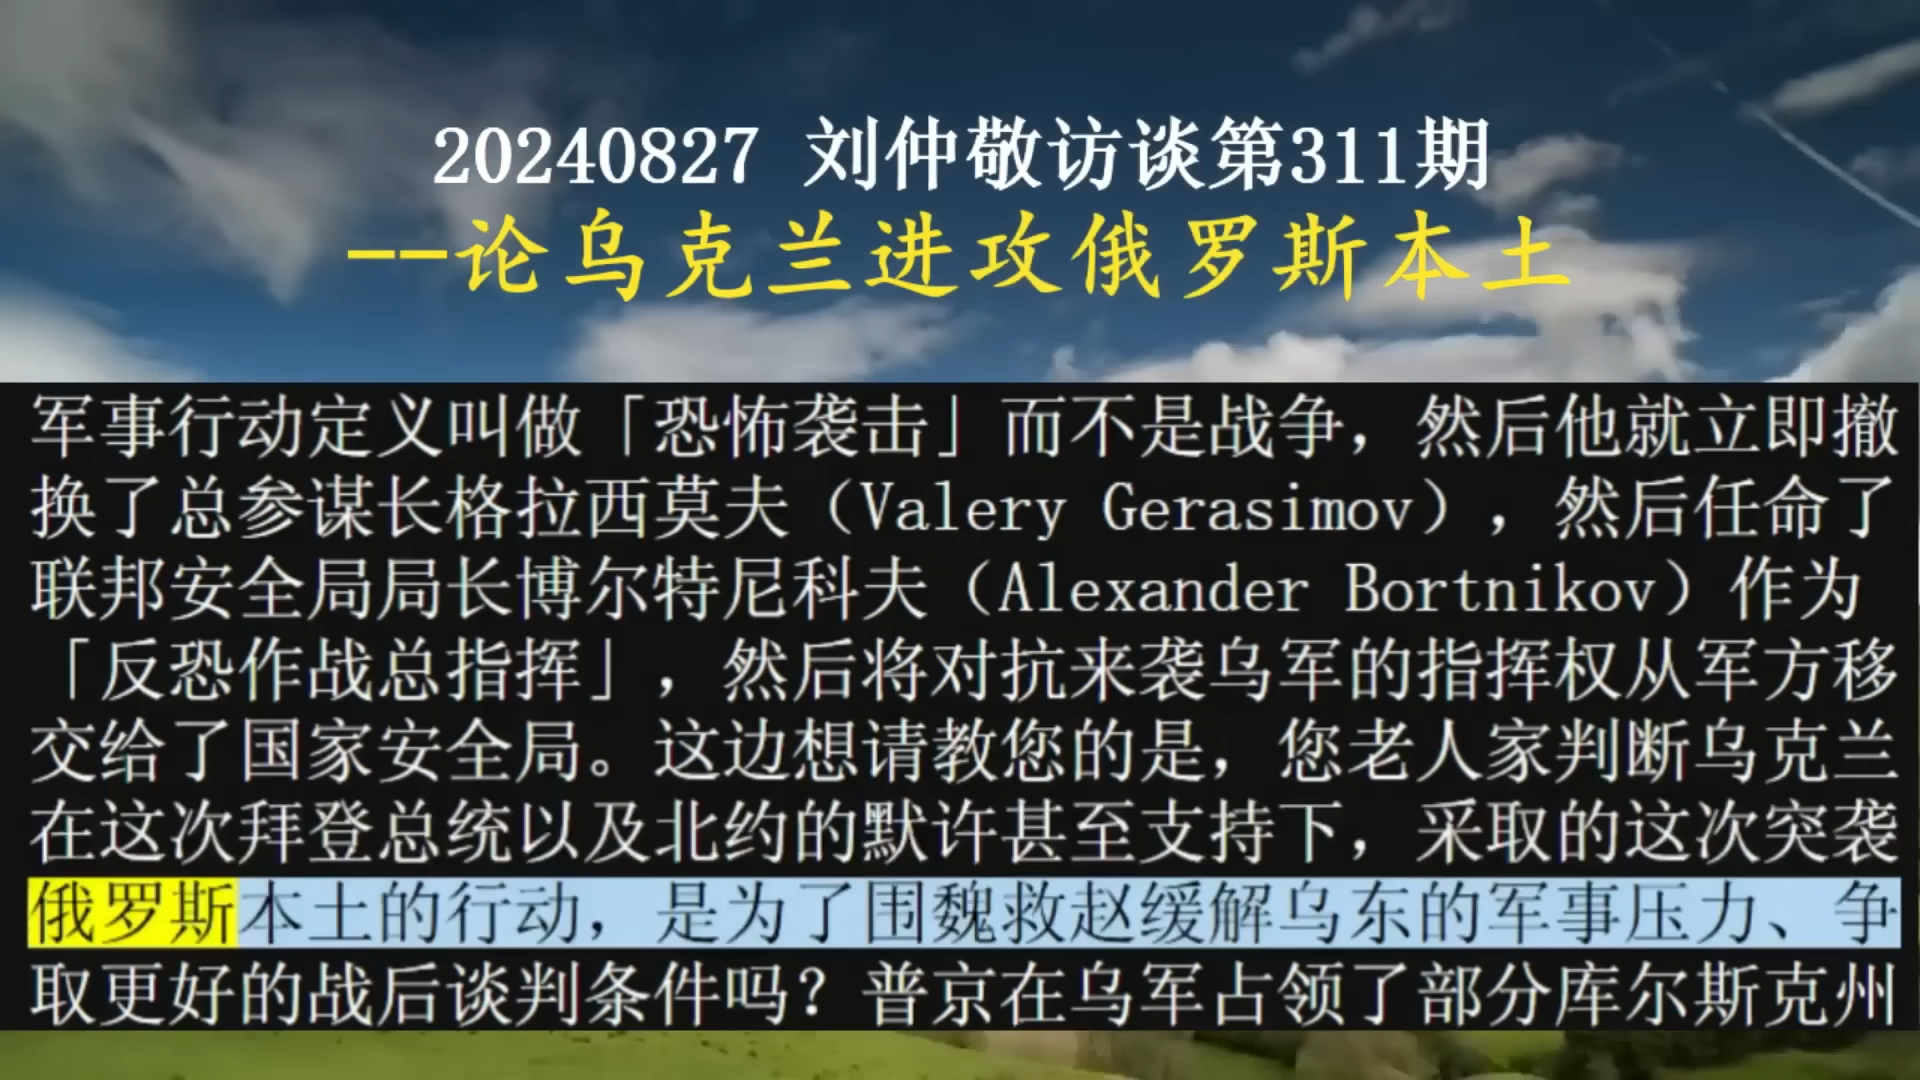 20240827 刘仲敬访谈第311期
--论乌克兰进攻俄罗斯本土
军事行动定义叫做「恐怖袭击」而不是战争，然后他就立即撤
换了总参谋长格拉西莫夫（Valery Gerasimov），然后任命了
联邦安全局局长博尔特尼科夫（Alexander Bortnikov）作为
「反恐作战总指挥」，然后将对抗来袭乌军的指挥权从军方移
交给了国家安全局。这边想请教您的是，您老人家判断乌克兰
在这次拜登总统以及北约的默许甚至支持下，采取的这次突袭
俄罗斯本土的行动，是为了围魏救赵缓解乌东的军事压力、争
取更好的战后谈判条件吗？普京在乌军占领了部分库尔斯克州